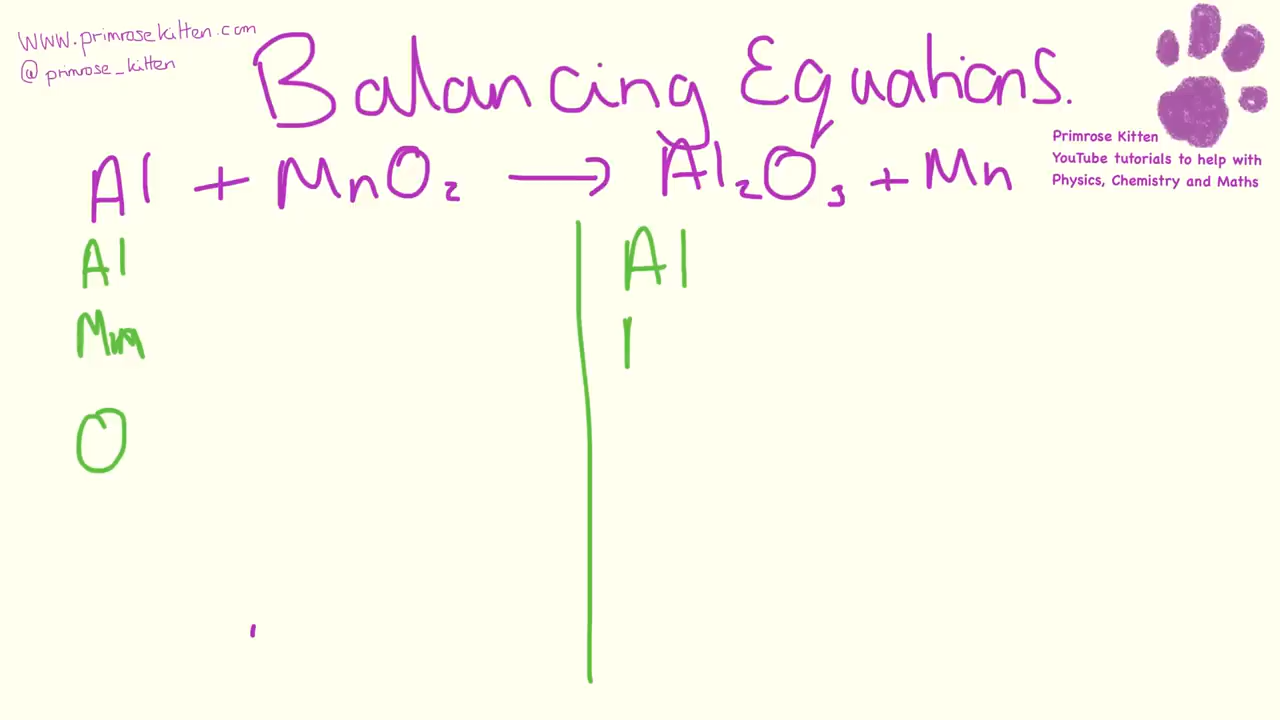 www.primrosekitten.com
@primrose_kitten
Balancing Equations.
Primrose Kitten
YouTube tutorials to help with
Physics, Chemistry and Maths
Al + MnO₂ → Al₂O₃ + Mn
Al Al
Mn
O